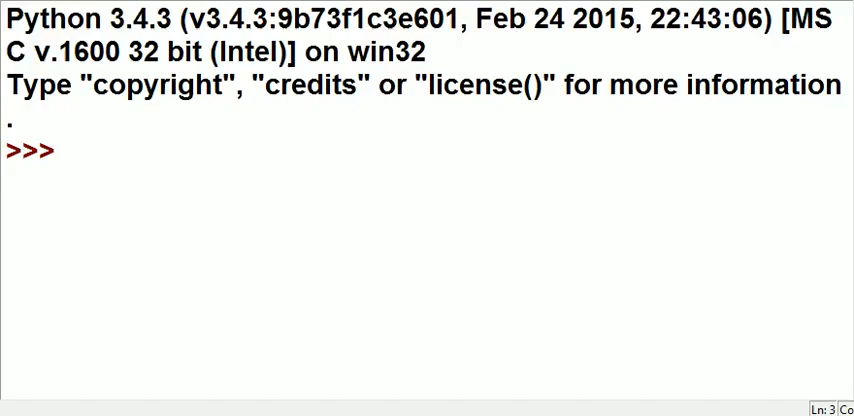 Python 3.4.3 (v3.4.3:9b73f1c3e601, Feb 24 2015, 22:43:06) [MS
C v.1600 32 bit (Intel)] on win32
Type "copyright", "credits" or "license()" for more information
.
>>>
Ln: 3 Co